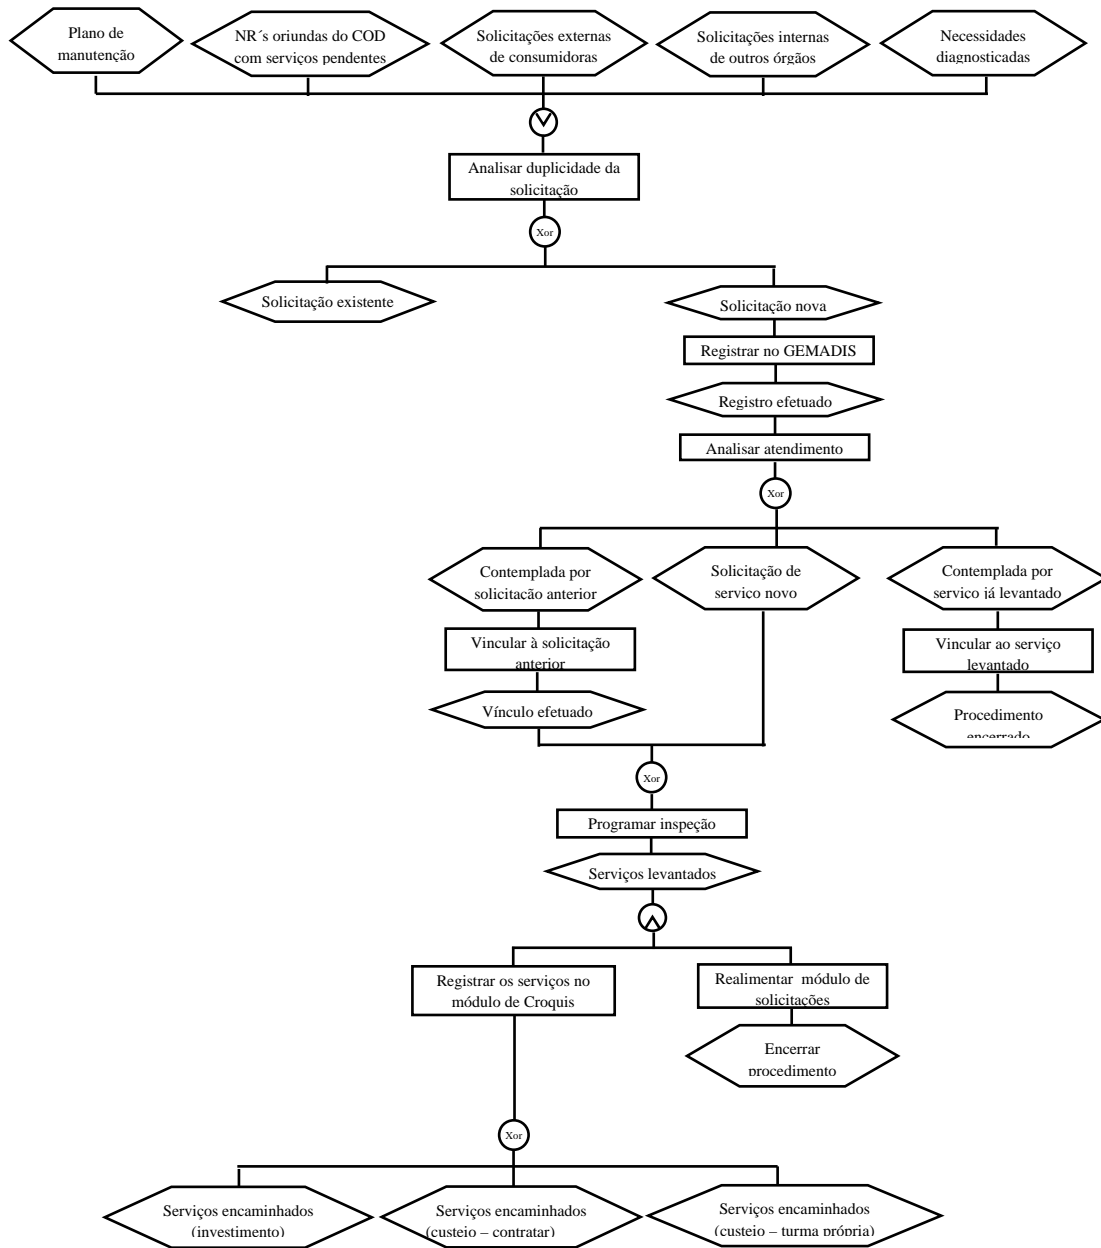 Plano de
manutenção
NR´s oriundas do COD
com serviços pendentes
Solicitações externas
de consumidoras
Solicitações internas
de outros órgãos
Necessidades
diagnosticadas
Analisar duplicidade da
solicitação
Xor
Solicitação existente
Solicitação nova
Registrar no GEMADIS
Registro efetuado
Analisar atendimento
Xor
Contemplada por
solicitação anterior
Solicitação de
serviço novo
Contemplada por
serviço já levantado
Vincular à solicitação
anterior
Vincular ao serviço
levantado
Vínculo efetuado
Procedimento
encerrado
Xor
Programar inspeção
Serviços levantados
Registrar os serviços no
módulo de Croquis
Realimentar módulo de
solicitações
Encerrar
procedimento
Xor
Serviços encaminhados
(investimento)
Serviços encaminhados
(custeio – contratar)
Serviços encaminhados
(custeio – turma própria)